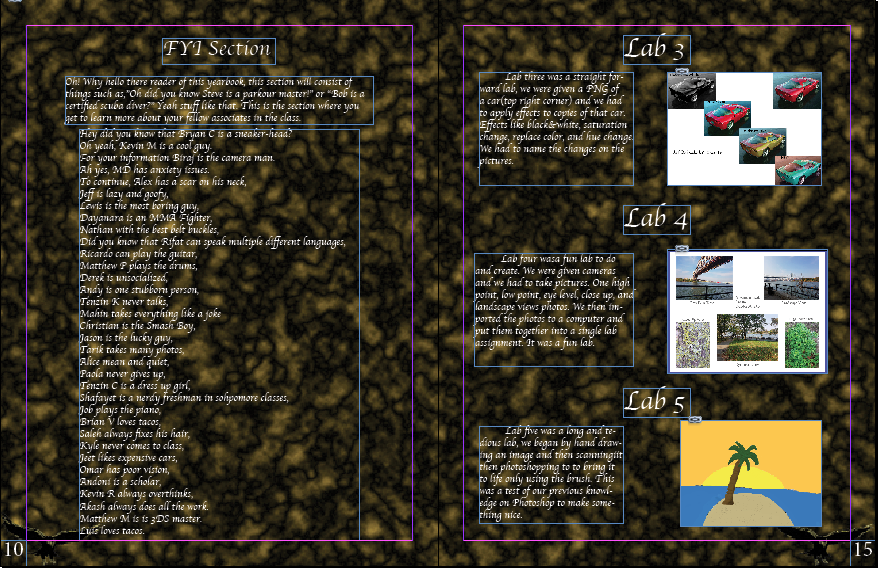 FYI Section
Oh! Why hello there reader of this yearbook, this section will consist of
things such as,"Oh did you know Steve is a parkour master!" or "Bob is a
certified scuba diver?" Yeah stuff like that. This is the section where you
get to learn more about your fellow associates in the class.
Hey did you know that Bryan C is a sneaker-head?
Oh yeah, Kevin M is a cool guy.
For your information Biraj is the camera man.
Ah yes, MD has anxiety issues.
To continue, Alex has a scar on his neck,
Jeff is lazy and goofy,
Lewis is the most boring guy,
Dayanara is an MMA Fighter,
Nathan with the best belt buckles,
Did you know that Rifat can speak multiple different languages,
Ricardo can play the guitar,
Matthew P plays the drums,
Derek is unsocialized,
Andy is one stubborn person,
Tenzin K never talks,
Mahin takes everything like a joke
Christian is the Smash Boy,
Jason is the lucky guy,
Tarik takes many photos,
Alice mean and quiet,
Paola never gives up,
Tenzin C is a dress up girl,
Shafayet is a nerdy freshman in sohpomore classes,
Job plays the piano,
Brian V loves tacos,
Saleh always fixes his hair,
Kyle never comes to class,
Jeet likes expensive cars,
Omar has poor vision,
Andoni is a scholar,
Kevin R always overthinks,
Akash always does all the work.
Matthew M is is 3DS master.
Luis loves tacos.
10
Lab 3
Lab three was a straight for-
ward lab, we were given a PNG of
a car(top right corner) and we had
to apply effects to copies of that car.
Effects like black&white, saturation
change, replace color, and hue change.
We had to name the changes on the
pictures.
Lab 4
Lab four wasa fun lab to do
and create. We were given cameras
and we had to take pictures. One high
point, low point, eye level, close up, and
landscape views photos. We then im-
ported the photos to a computer and
put them together into a single lab
assignment. It was a fun lab.
Lab 5
Lab five was a long and te-
dious lab, we began by hand draw-
ing an image and then scanningiit
then photoshopping to to bring it
to life only using the brush. This
was a test of our previous knowl-
edge on Photoshop to make some-
thing nice.
15